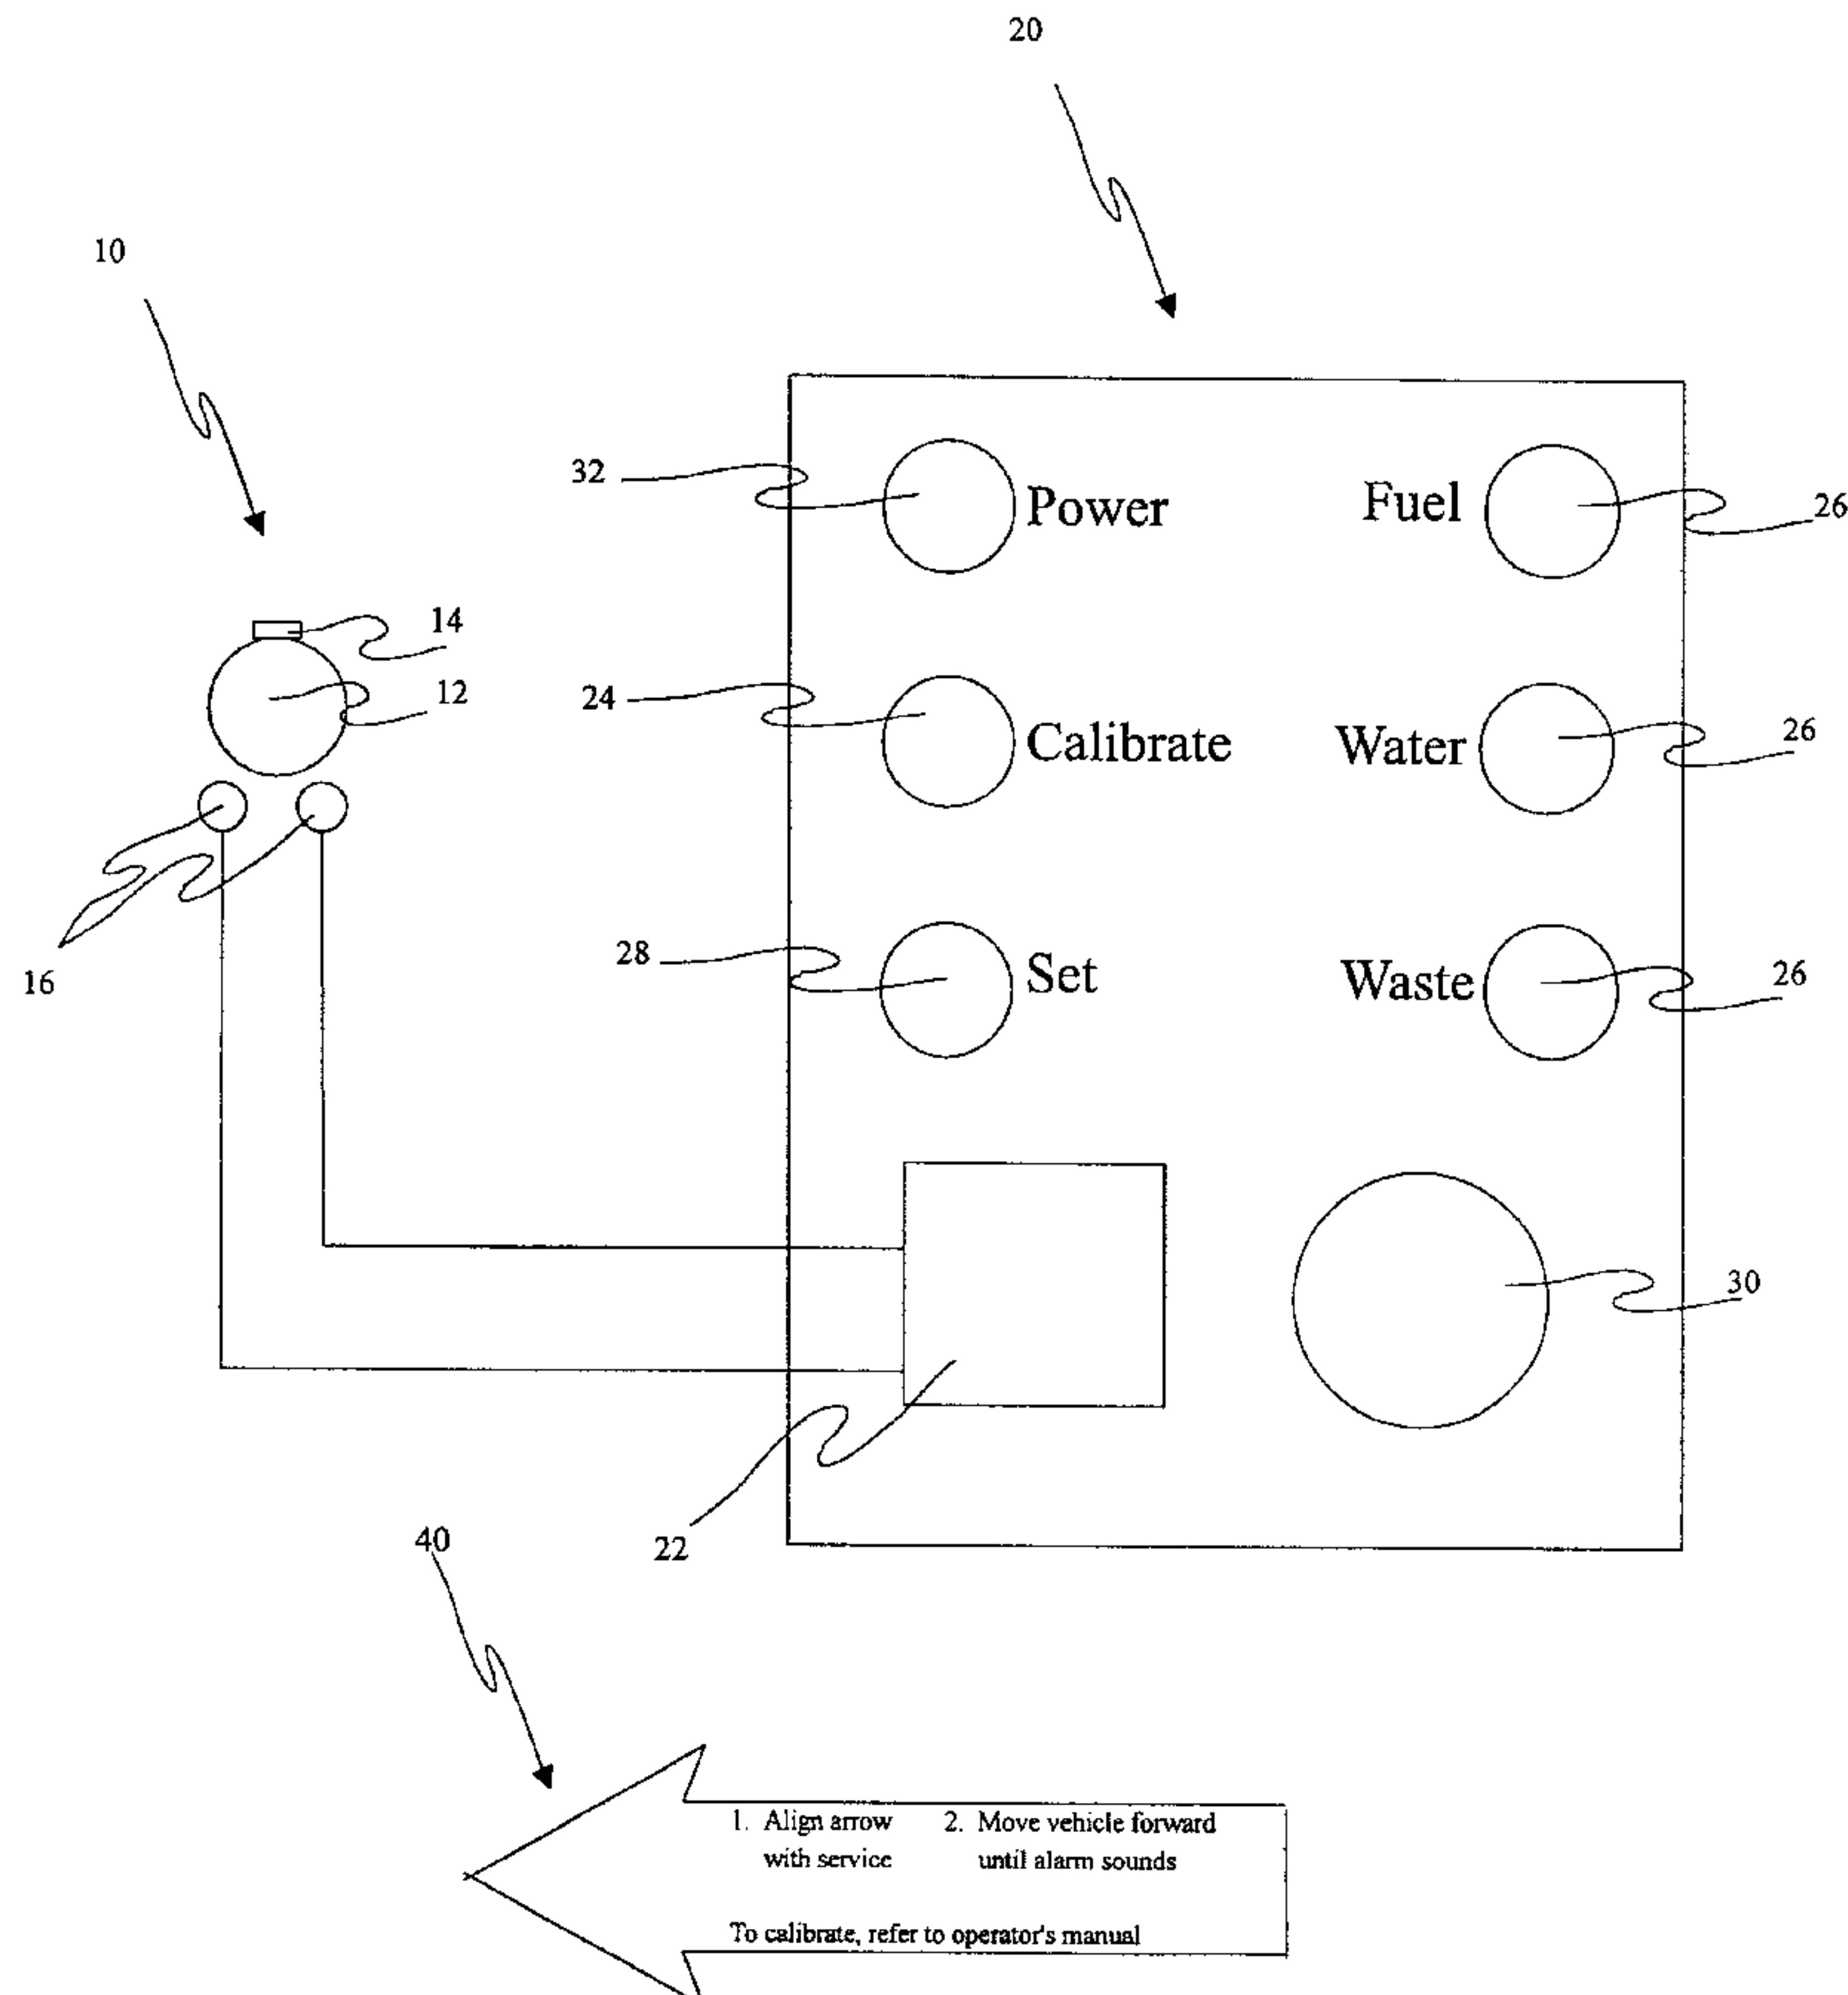 20
10
32
Power
Fuel
26
14
12
24
Calibrate
Water
26
16
28
Set
Waste
26
30
22
40
1. Align arrow
with service
2. Move vehicle forward
until alarm sounds
To calibrate, refer to operator's manual